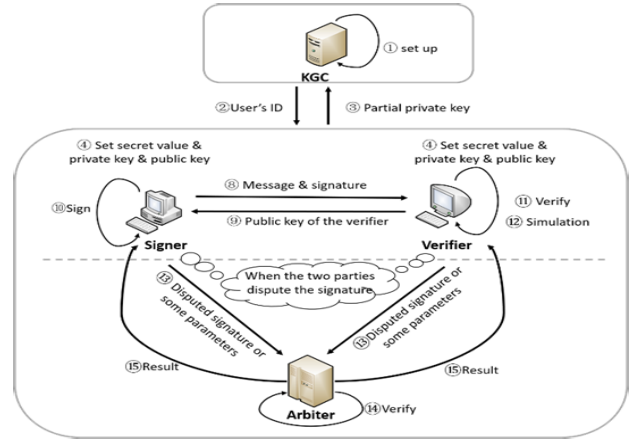 ① set up
KGC
②User's ID
③ Partial private key
④ Set secret value &
private key & public key
④ Set secret value &
private key & public key
⑧ Message & signature
⑩Sign
⑪ Verify
⑨ Public key of the verifier
⑫ Simulation
Signer
Verifier
When the two parties
dispute the signature
⑬ Disputed signature or
some parameters
⑬ Disputed signature or
some parameters
⑮Result
⑮Result
Arbiter
⑭Verify